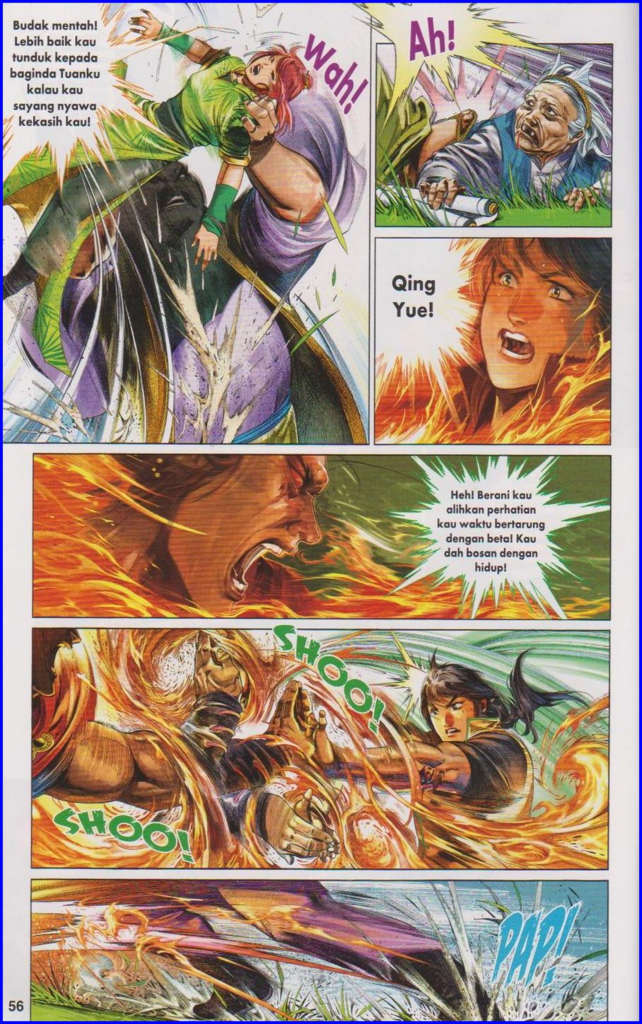 Budak mentah!
Lebih baik kau
tunduk kepada
baginda Tuanku
kalau kau
sayang nyawa
kekasih kau!
Wah!
Ah!
Qing
Yue!
Heh! Berani kau
alihkan perhatian
kau waktu bertarung
dengan beta! Kau
dah bosan dengan
hidup!
SHOO!
SHOO!
PAP!
56